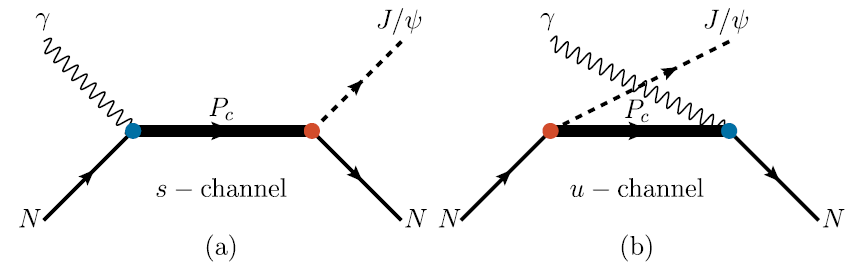 γ J/ψ γ J/ψ
P_c P_c
s − channel u − channel
N N N N
(a) (b)